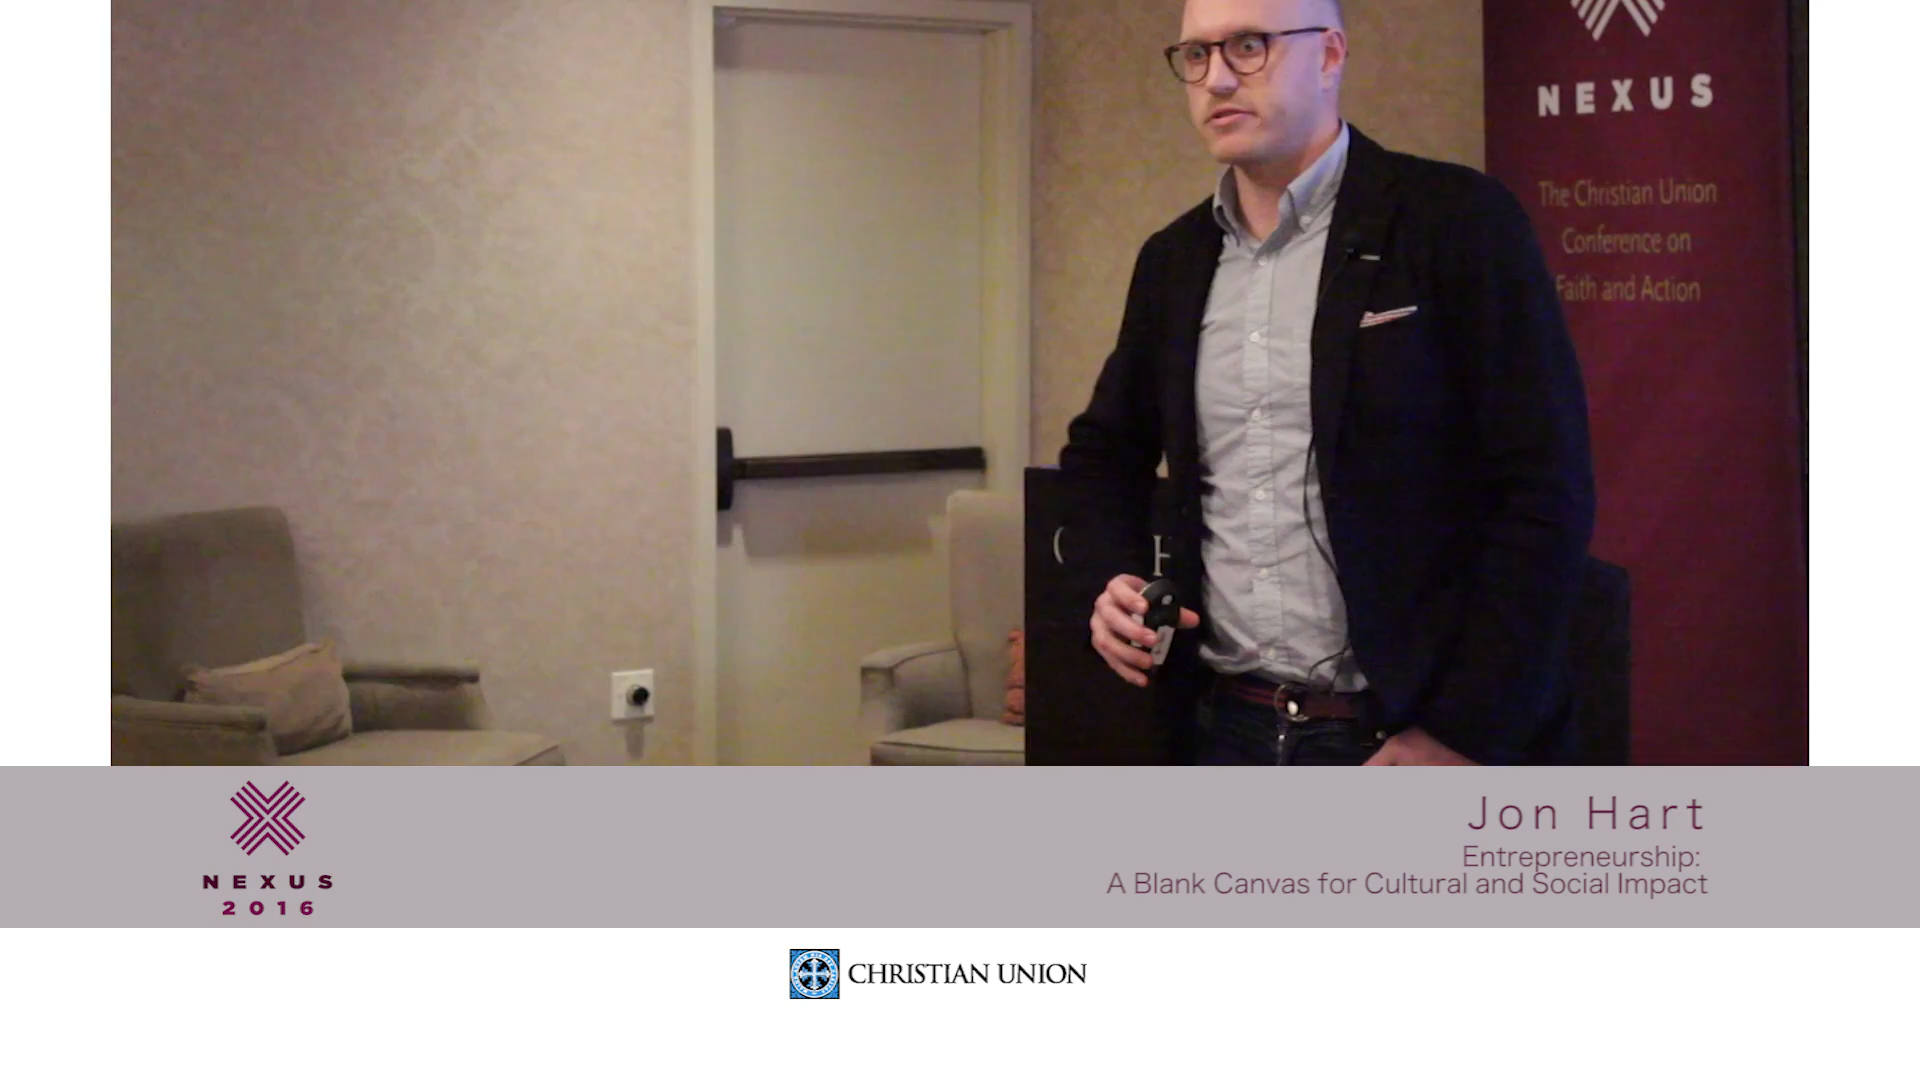 NEXUS
The Christian Union
Conference on
Faith and Action
NEXUS
2016
Jon Hart
Entrepreneurship:
A Blank Canvas for Cultural and Social Impact
CHRISTIAN UNION